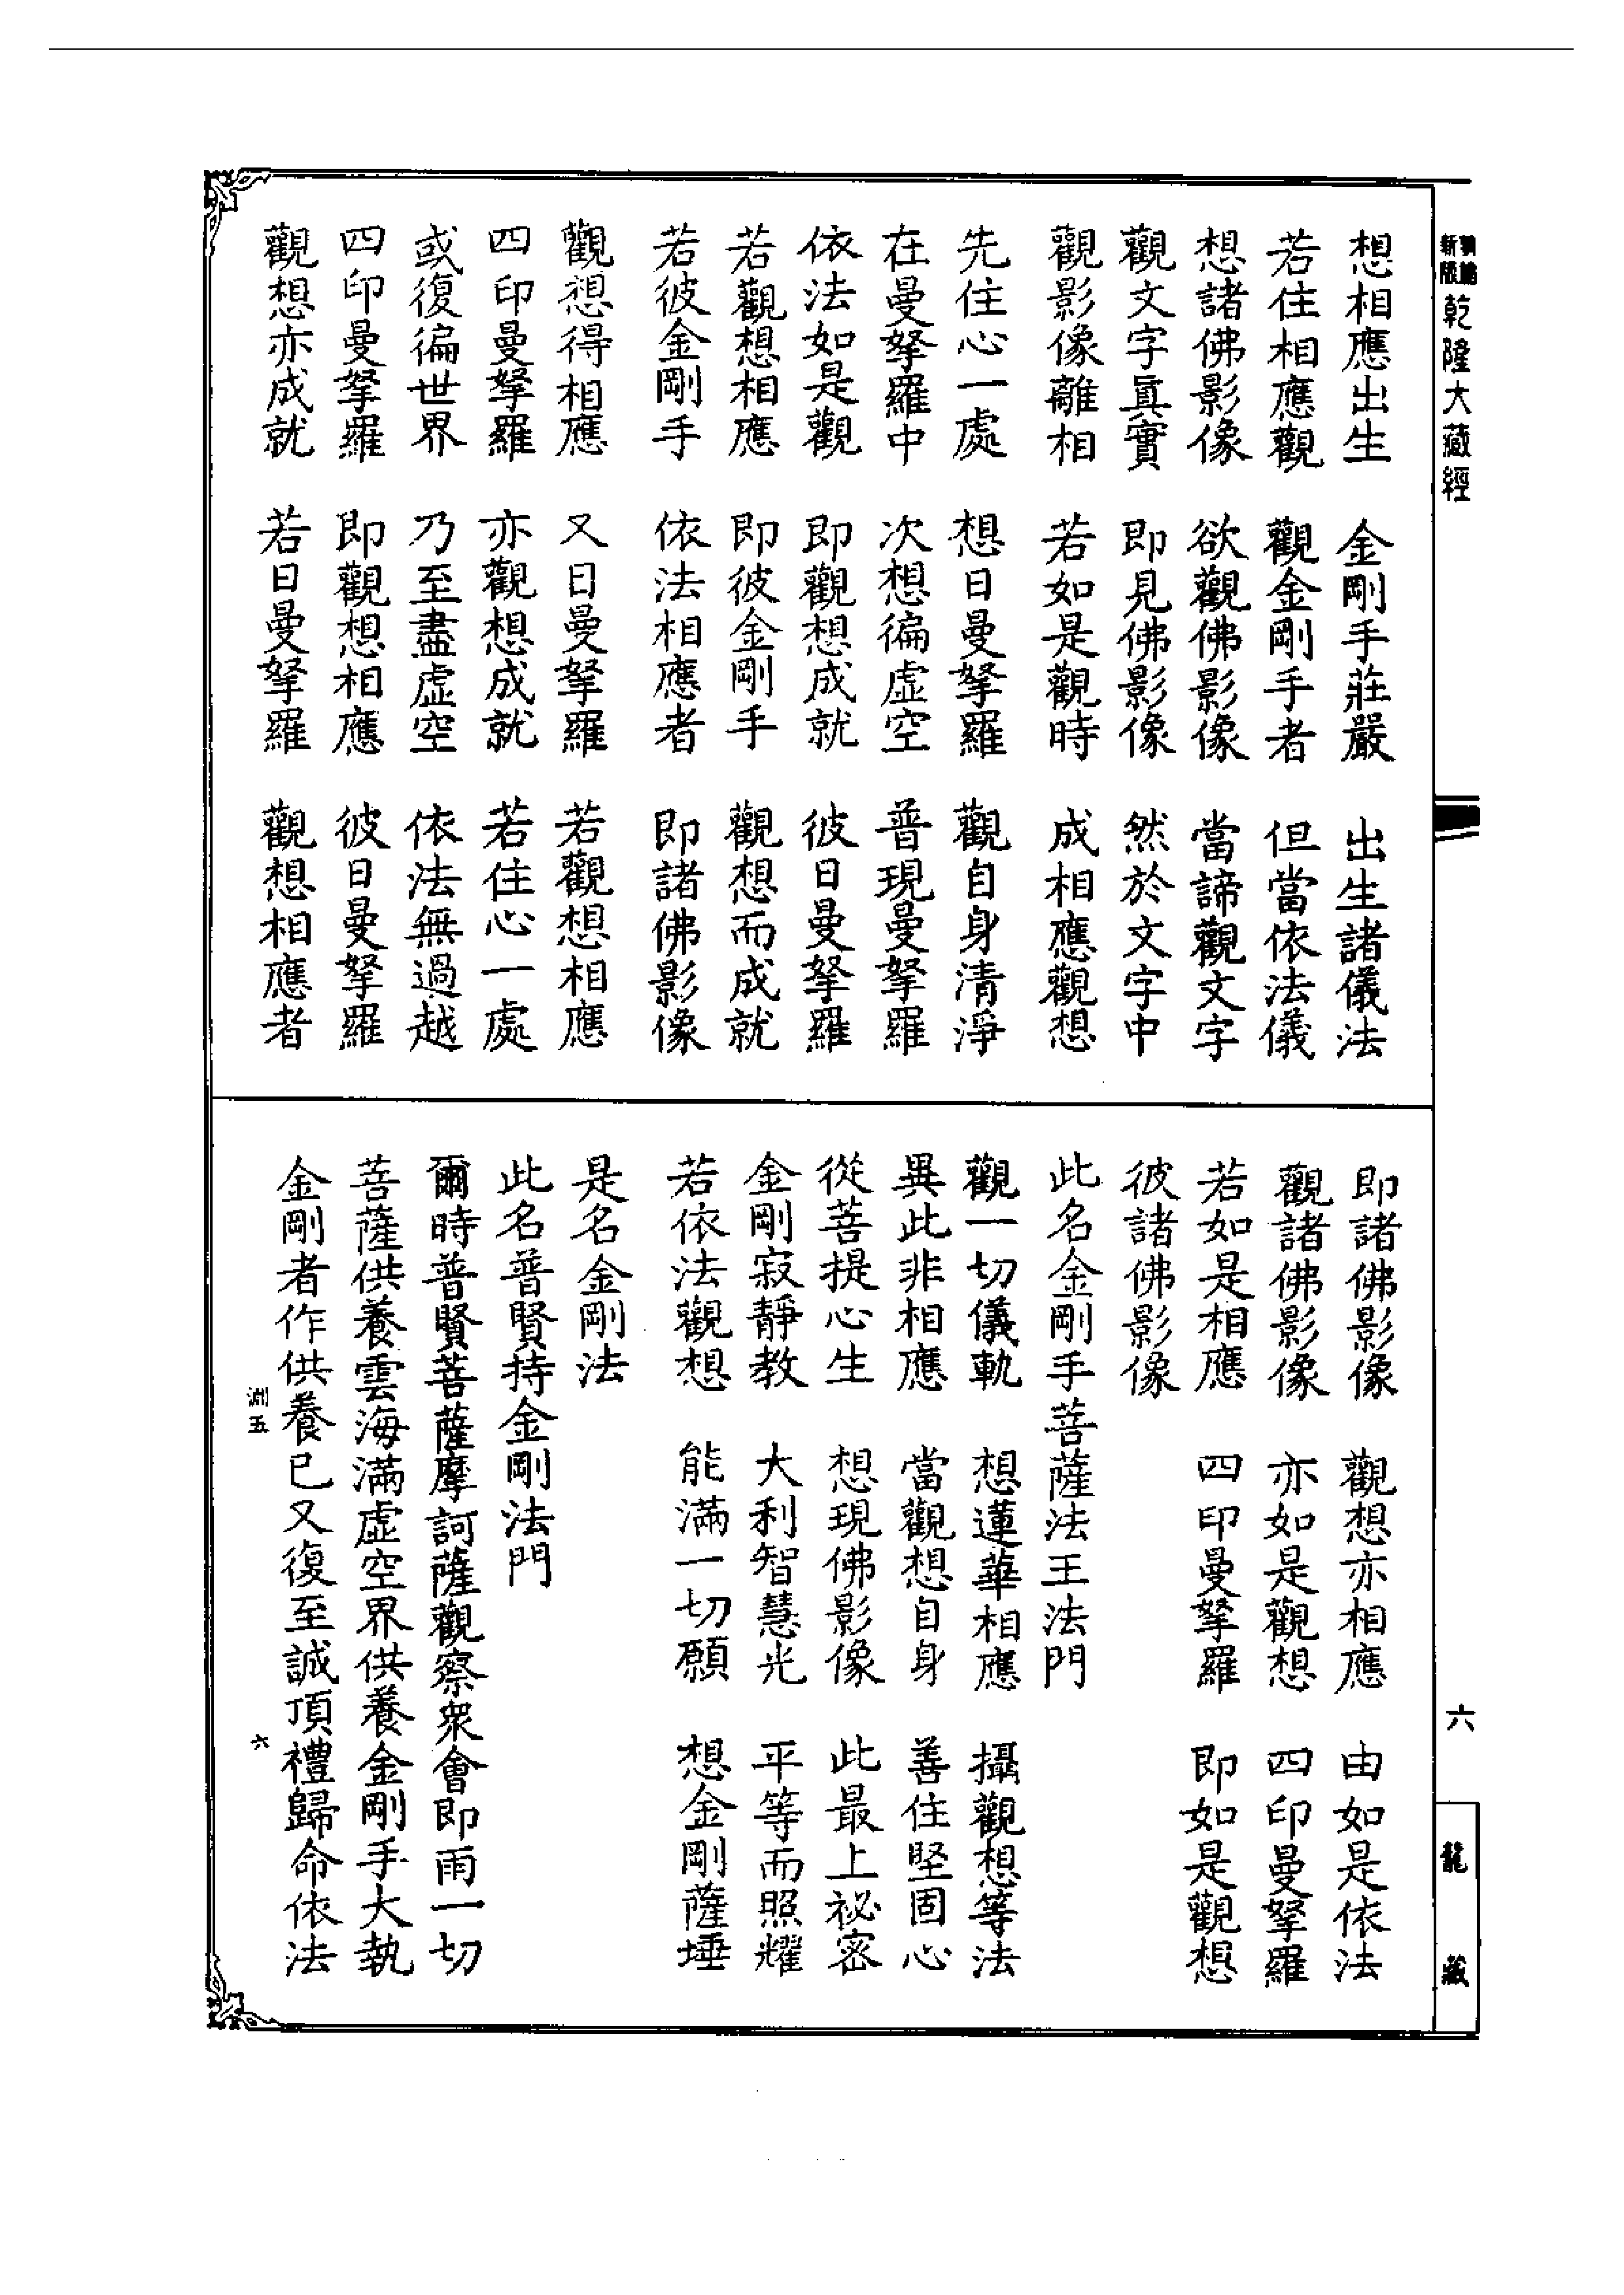 新編
新版
乾隆大藏經
六
龍藏
想相應出生　金剛手莊嚴　出生諸儀法
若住相應觀　觀金剛手者　但當依法儀
想諸佛影像　欲觀佛影像　當諦觀文字
觀文字真實　即見佛影像　然於文字中
觀影像離相　若如是觀時　成相應觀想
先住心一處　想日曼拏羅　觀自身清淨
在曼拏羅中　次想徧虛空　普現曼拏羅
依法如是觀　即觀想成就　彼日曼拏羅
若觀想相應　即彼金剛手　觀想而成就
若彼金剛手　依法相應者　即諸佛影像
觀想得相應　又日曼拏羅　若觀想相應
四印曼拏羅　亦觀想成就　若住心一處
或復徧世界　乃至盡虛空　依法無過越
四印曼拏羅　即觀想相應　彼日曼拏羅
觀想亦成就　若日曼拏羅　觀想相應者
即諸佛影像　觀想亦相應　由如是依法
觀諸佛影像　亦如是觀想　四印曼拏羅
若如是相應　四印曼拏羅　即如是觀想
彼諸佛影像
此名金剛手菩薩法王法門
觀一切儀軌　想蓮華相應　攝觀想等法
異此非相應　當觀想自身　善住堅固心
從菩提心生　想現佛影像　此最上祕密
金剛寂靜教　大利智慧光　平等而照耀
若依法觀想　能滿一切願　想金剛薩埵
是名金剛法
此名普賢持金剛法門
爾時普賢菩薩摩訶薩觀察衆會即雨一切
菩薩供養雲海滿虛空界供養金剛手大執
金剛者作供養已又復至誠頂禮歸命依法
淵五
六